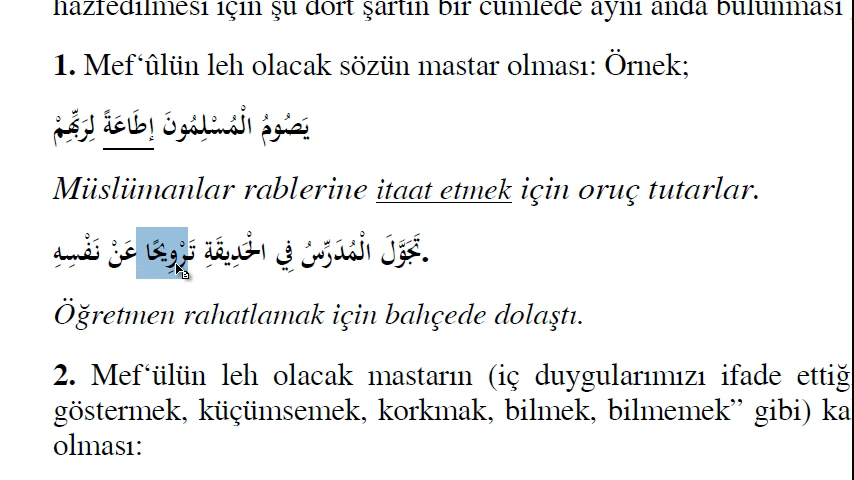 hazfedilmesi için şu dört şartın bir cümlede aynı anda bulunması
1. Mef‘ûlün leh olacak sözün mastar olması: Örnek;
يَصُومُ الْمُسْلِمُونَ إِطَاعَةً لِرَبِّهِمْ
Müslümanlar rablerine itaat etmek için oruç tutarlar.
تَجَوَّلَ الْمُدَرِّسُ فِي الْحَدِيقَةِ تَرْوِيحًا عَنْ نَفْسِهِ.
Öğretmen rahatlamak için bahçede dolaştı.
2. Mef‘ülün leh olacak mastarın (iç duygularımızı ifade ettiğ
göstermek, küçümsemek, korkmak, bilmek, bilmemek” gibi) ka
olması: